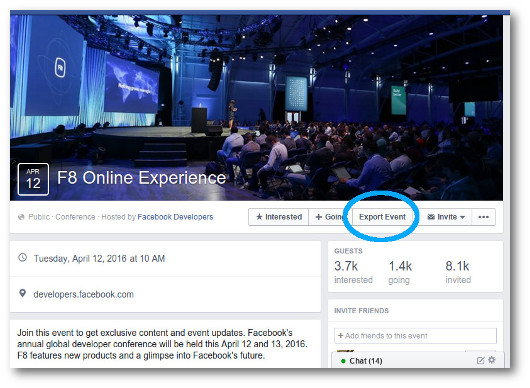 F8
APR
12
F8 Online Experience
Public · Conference · Hosted by Facebook Developers
Interested
+ Going
Export Event
Invite
Tuesday, April 12, 2016 at 10 AM
developers.facebook.com
Join this event to get exclusive content and event updates. Facebook's
annual global developer conference will be held this April 12 and 13, 2016.
F8 features new products and a glimpse into Facebook's future.
GUESTS
3.7k 1.4k 8.1k
interested going invited
INVITE FRIENDS
+ Add friends to this event
Chat (14)